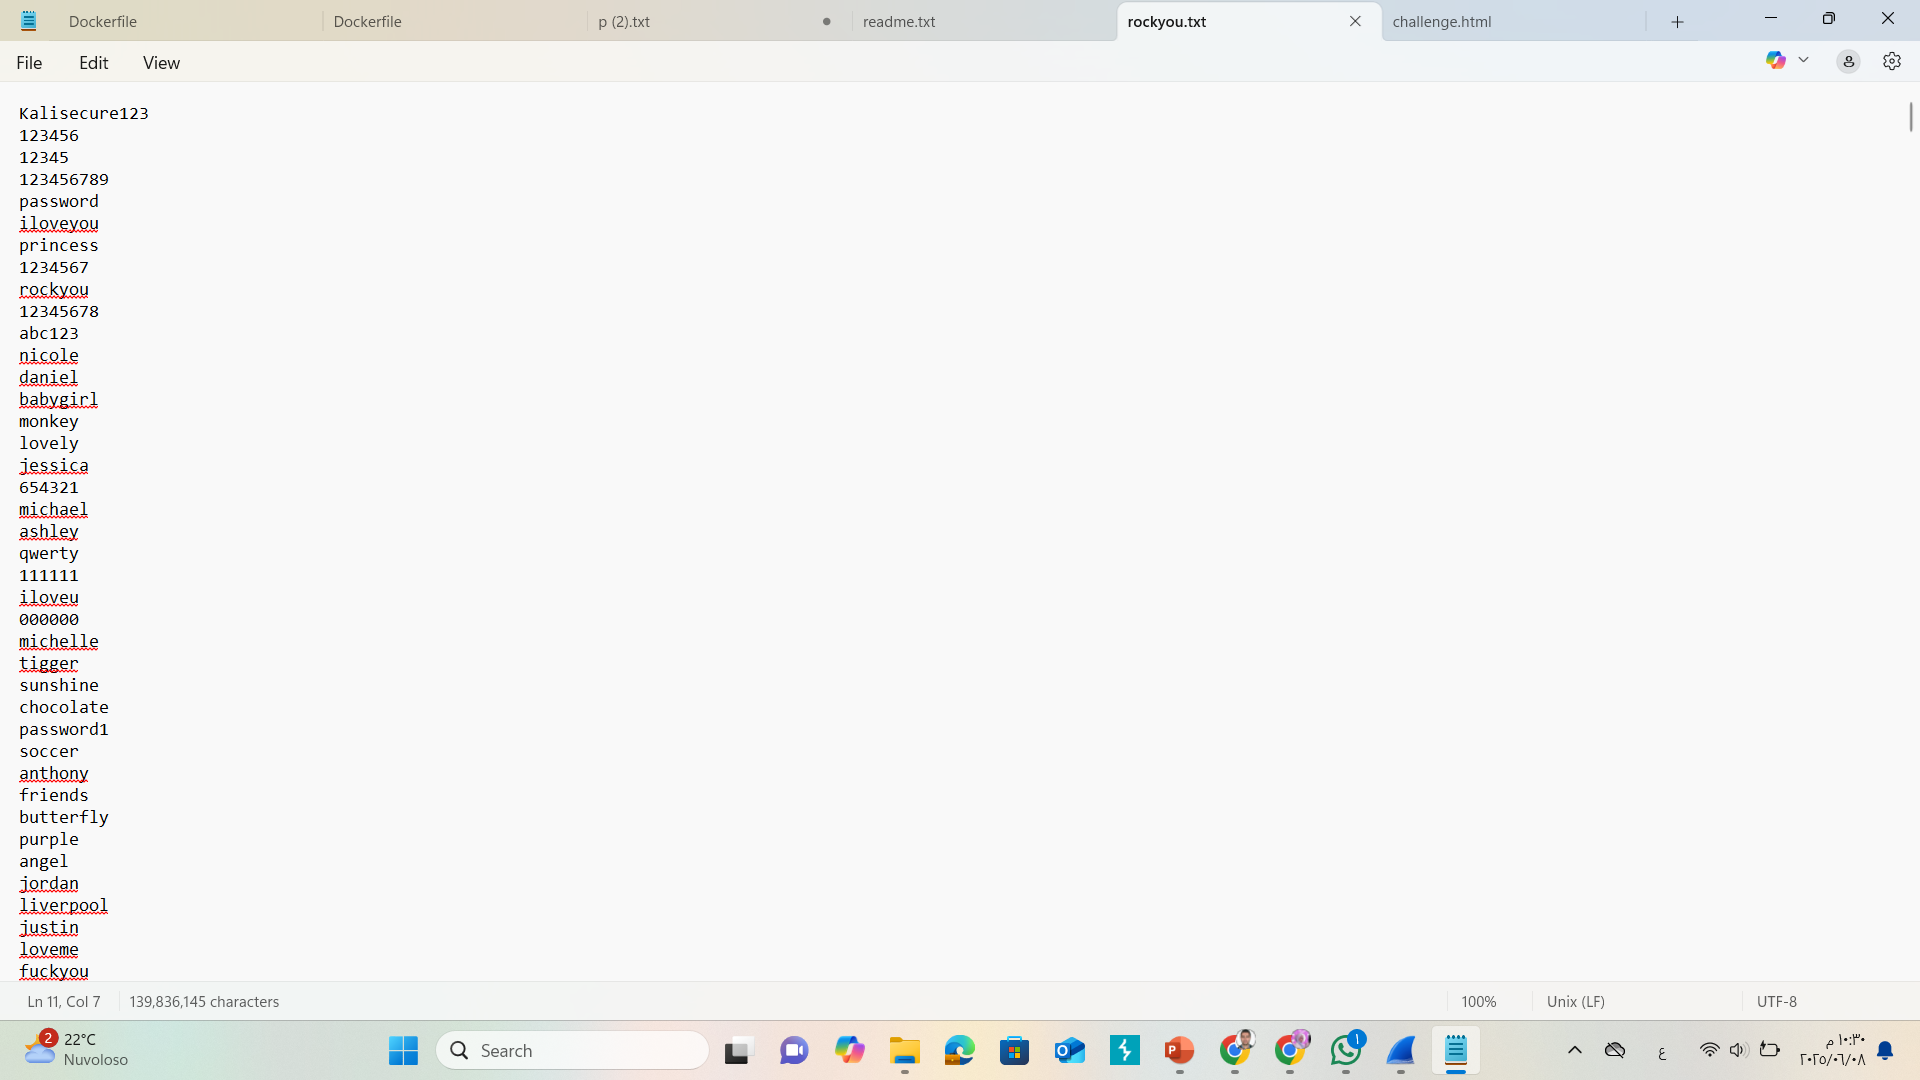 Dockerfile
Dockerfile
p (2).txt
readme.txt
rockyou.txt
challenge.html
File
Edit
View
Kalisecure123
123456
12345
123456789
password
iloveyou
princess
1234567
rockyou
12345678
abc123
nicole
daniel
babygirl
monkey
lovely
jessica
654321
michael
ashley
qwerty
111111
iloveu
000000
michelle
tigger
sunshine
chocolate
password1
soccer
anthony
friends
butterfly
purple
angel
jordan
liverpool
justin
loveme
fuckyou
Ln 11, Col 7
139,836,145 characters
100%
Unix (LF)
UTF-8
2
22°C
Nuvoloso
Search
١
ع
١٠:٣٠ م
٢٠٢٥/٠٦/٠٨